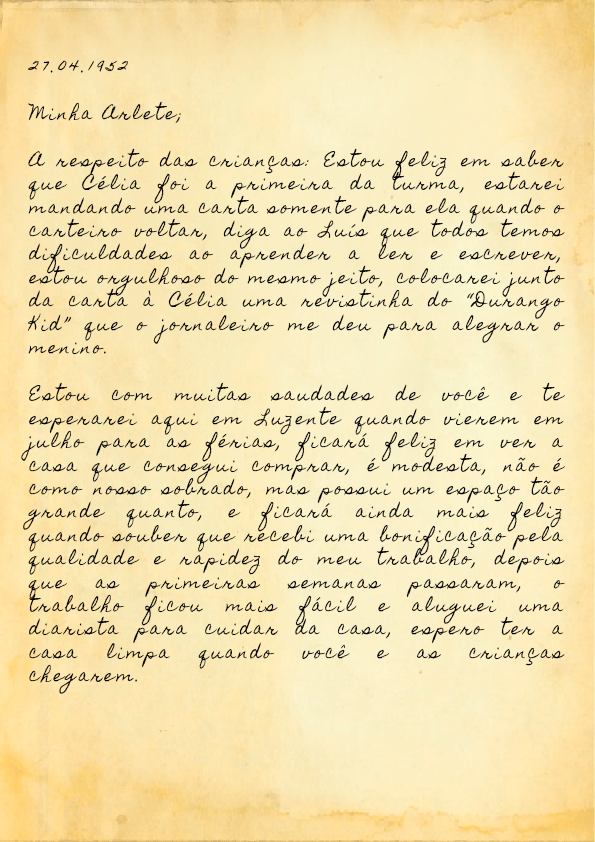 27.04.1952
Minha Arlete;
A respeito das crianças: Estou feliz em saber
que Célia foi a primeira da turma, estarei
mandando uma carta somente para ela quando o
carteiro voltar, diga ao Luís que todos temos
dificuldades ao aprender a ler e escrever,
estou orgulhoso do mesmo jeito, colocarei junto
da carta à Célia uma revistinha do “Durango
Kid” que o jornaleiro me deu para alegrar o
menino.
Estou com muitas saudades de você e te
esperarei aqui em Luzente quando vierem em
julho para as férias, ficará feliz em ver a
casa que consegui comprar, é modesta, não é
como nosso sobrado, mas possui um espaço tão
grande quanto, e ficará ainda mais feliz
quando souber que recebi uma bonificação pela
qualidade e rapidez do meu trabalho, depois
que as primeiras semanas passaram, o
trabalho ficou mais fácil e aluguei uma
diarista para cuidar da casa, espero ter a
casa limpa quando você e as crianças
chegarem.